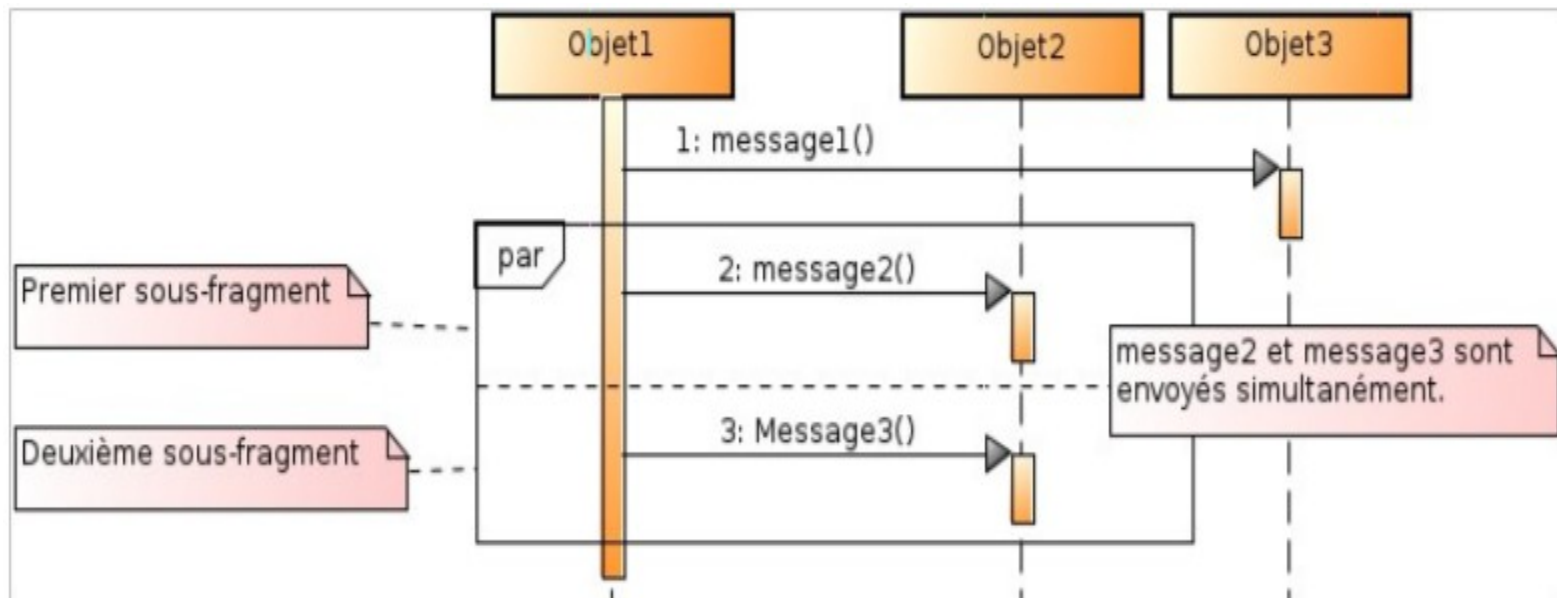 Objet1
Objet2
Objet3
1: message1()
par
2: message2()
Premier sous-fragment
message2 et message3 sont
envoyés simultanément.
3: Message3()
Deuxième sous-fragment